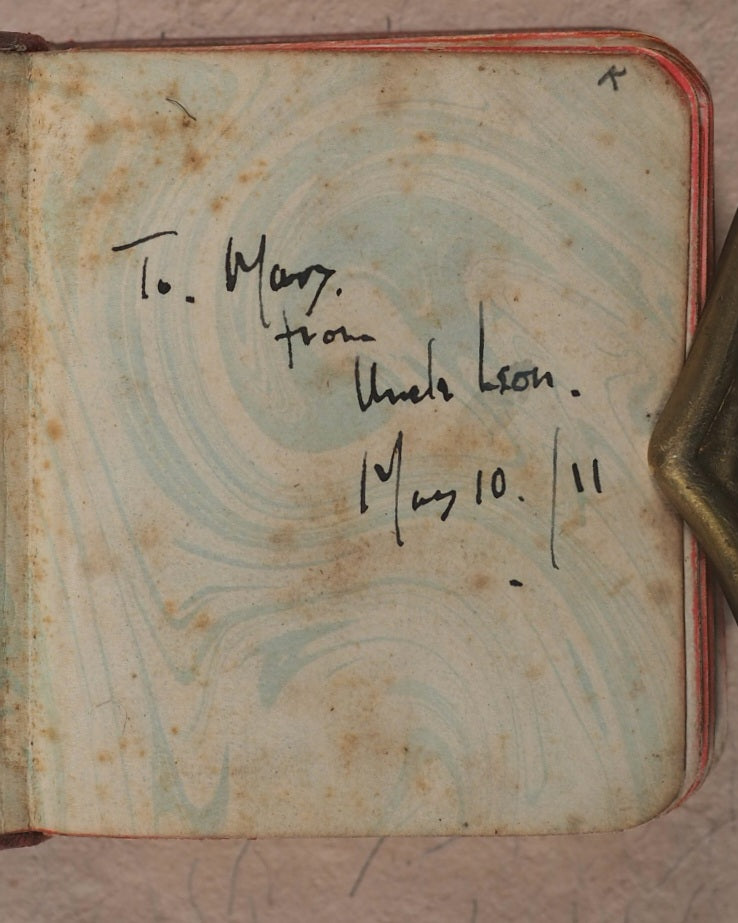 To. Mary.
from
Uncle Leon.
May 10. /11